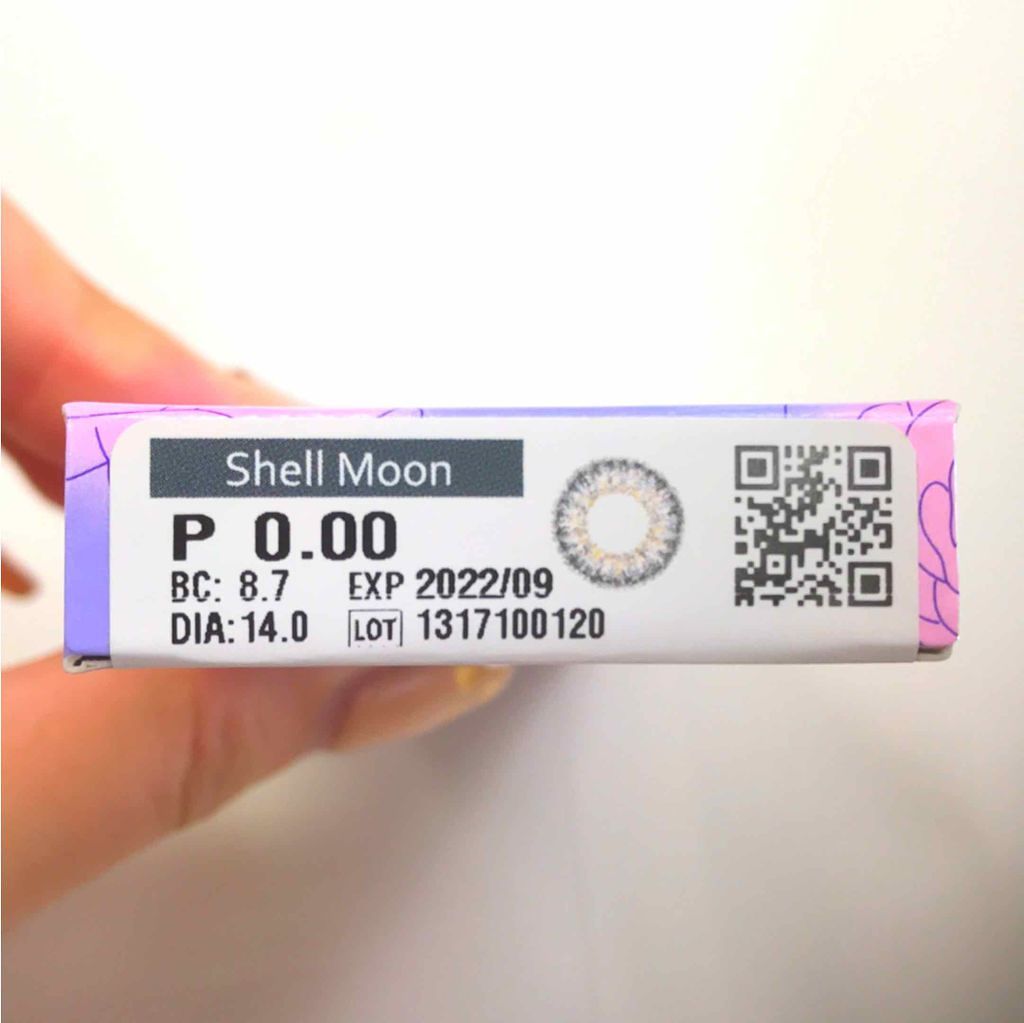 Shell Moon
P 0.00
BC: 8.7 EXP 2022/09
DIA: 14.0 LOT 1317100120